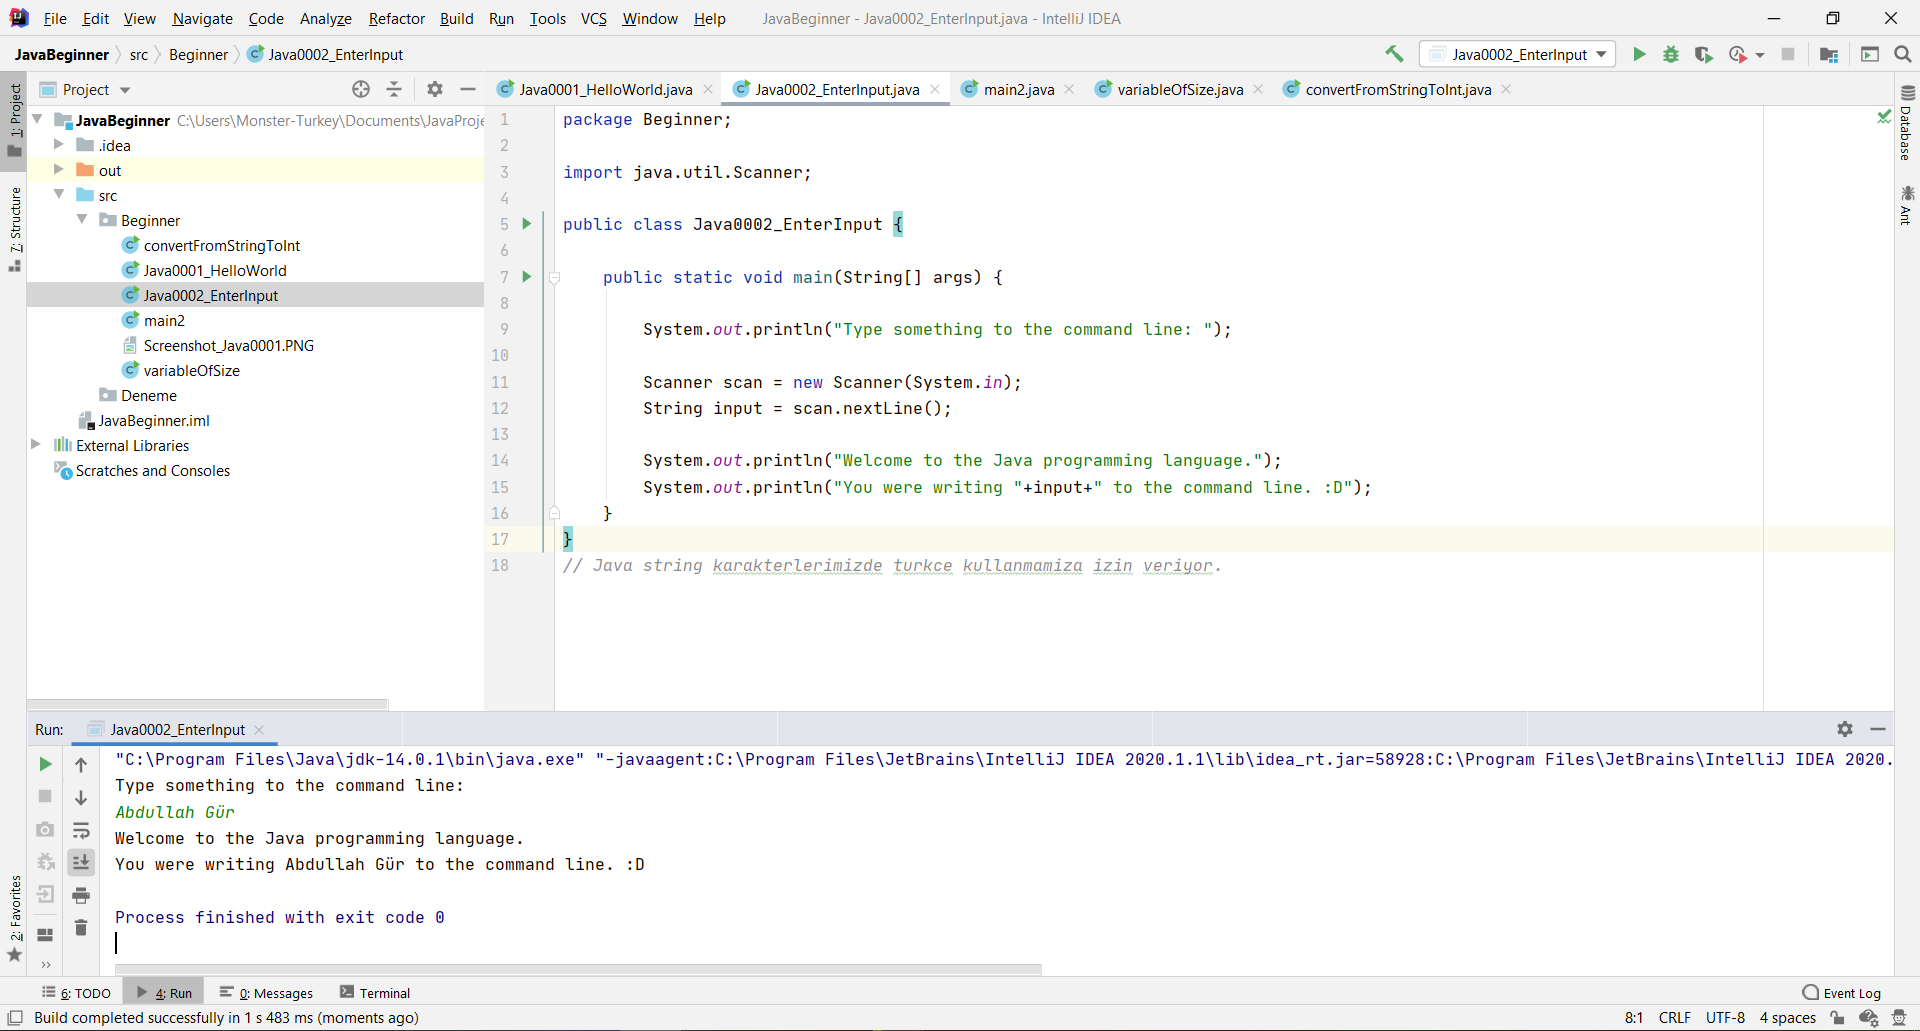 File Edit View Navigate Code Analyze Refactor Build Run Tools VCS Window Help JavaBeginner - Java0002_EnterInput.java - IntelliJ IDEA
JavaBeginner src Beginner Java0002_EnterInput Java0002_EnterInput
Project
Java0001_HelloWorld.java Java0002_EnterInput.java main2.java variableOfSize.java convertFromStringToInt.java
1: Project
7: Structure
2: Favorites
Database
Ant
JavaBeginner C:\Users\Monster-Turkey\Documents\JavaProje
.idea
out
src
Beginner
convertFromStringToInt
Java0001_HelloWorld
Java0002_EnterInput
main2
Screenshot_Java0001.PNG
variableOfSize
Deneme
JavaBeginner.iml
External Libraries
Scratches and Consoles
1 package Beginner;
2
3 import java.util.Scanner;
4
5 public class Java0002_EnterInput {
6
7 public static void main(String[] args) {
8
9 System.out.println("Type something to the command line: ");
10
11 Scanner scan = new Scanner(System.in);
12 String input = scan.nextLine();
13
14 System.out.println("Welcome to the Java programming language.");
15 System.out.println("You were writing "+input+" to the command line. :D");
16 }
17 }
18 // Java string karakterlerimizde turkce kullanmamiza izin veriyor.
Run: Java0002_EnterInput
"C:\Program Files\Java\jdk-14.0.1\bin\java.exe" "-javaagent:C:\Program Files\JetBrains\IntelliJ IDEA 2020.1.1\lib\idea_rt.jar=58928:C:\Program Files\JetBrains\IntelliJ IDEA 2020.
Type something to the command line:
Abdullah Gür
Welcome to the Java programming language.
You were writing Abdullah Gür to the command line. :D
Process finished with exit code 0
6: TODO 4: Run 0: Messages Terminal Event Log
Build completed successfully in 1 s 483 ms (moments ago) 8:1 CRLF UTF-8 4 spaces